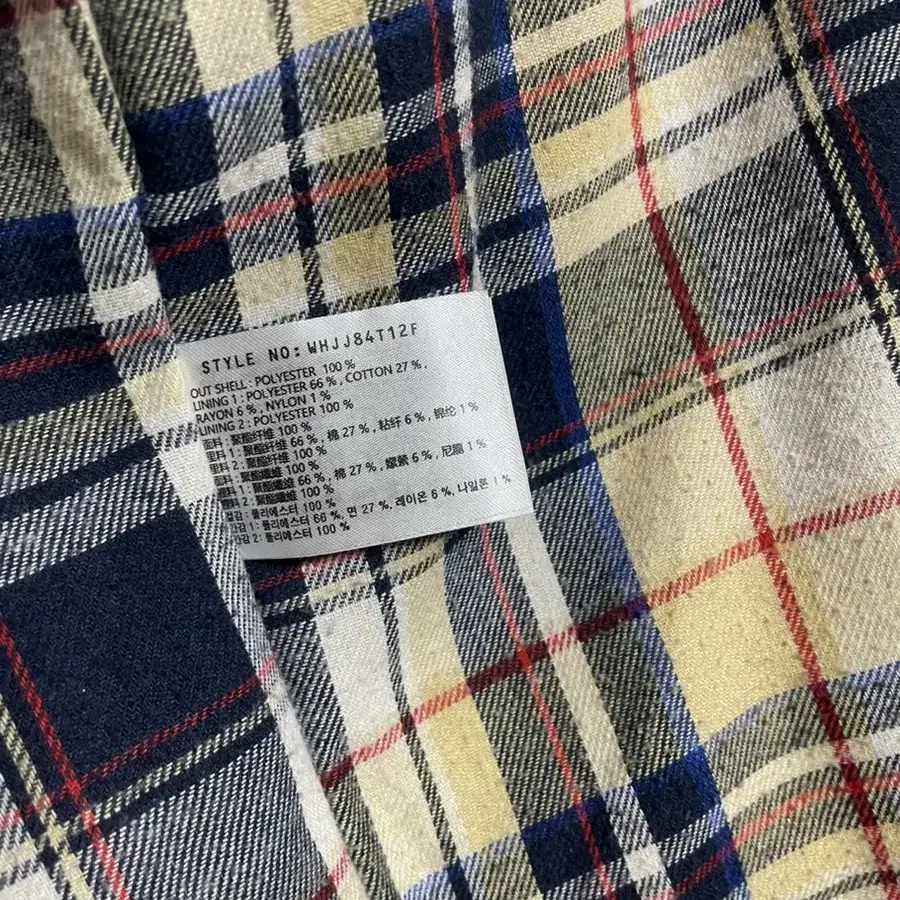 STYLE NO: WHJJ84T12F
OUT SHELL : POLYESTER 100 %
LINING 1 : POLYESTER 66 % , COTTON 27 % ,
RAYON 6 % , NYLON 1 %
LINING 2 : POLYESTER 100 %
面料 : 聚酯纤维 100 %
里料 1 : 聚酯纤维 66 % , 棉 27 % , 粘纤 6 % , 锦纶 1 %
里料 2 : 聚酯纤维 100 %
面料 : 聚酯纖維 100 %
里料 1 : 聚酯纖維 66 % , 棉 27 % , 嫘縈 6 % , 尼龍 1 %
里料 2 : 聚酯纖維 100 %
겉감 : 폴리에스터 100 %
안감 1 : 폴리에스터 66 %, 면 27 %, 레이온 6 %, 나일론 1 %
안감 2 : 폴리에스터 100 %